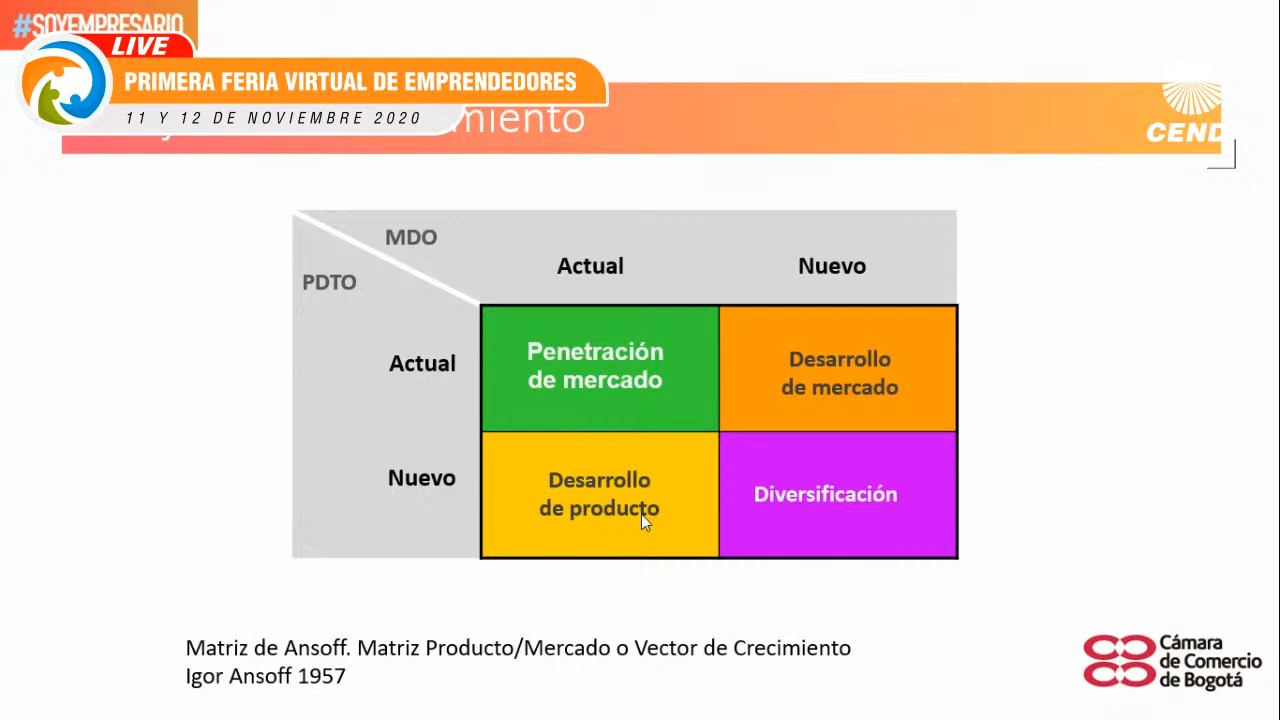 #SOYEMPRESARIO
LIVE
PRIMERA FERIA VIRTUAL DE EMPRENDEDORES
11 Y 12 DE NOVIEMBRE 2020
miento
CEND
MDO
PDTO
Actual
Nuevo
Actual
Penetración
de mercado
Desarrollo
de mercado
Nuevo
Desarrollo
de producto
Diversificación
Matriz de Ansoff. Matriz Producto/Mercado o Vector de Crecimiento
Igor Ansoff 1957
Cámara
de Comercio
de Bogotá